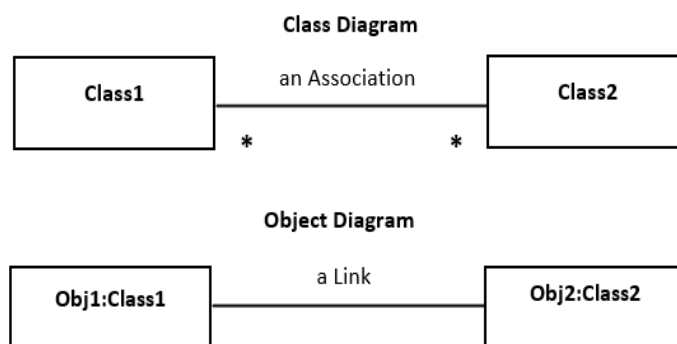 Class Diagram
Class1
an Association
Class2
*
*
Object Diagram
Obj1:Class1
a Link
Obj2:Class2